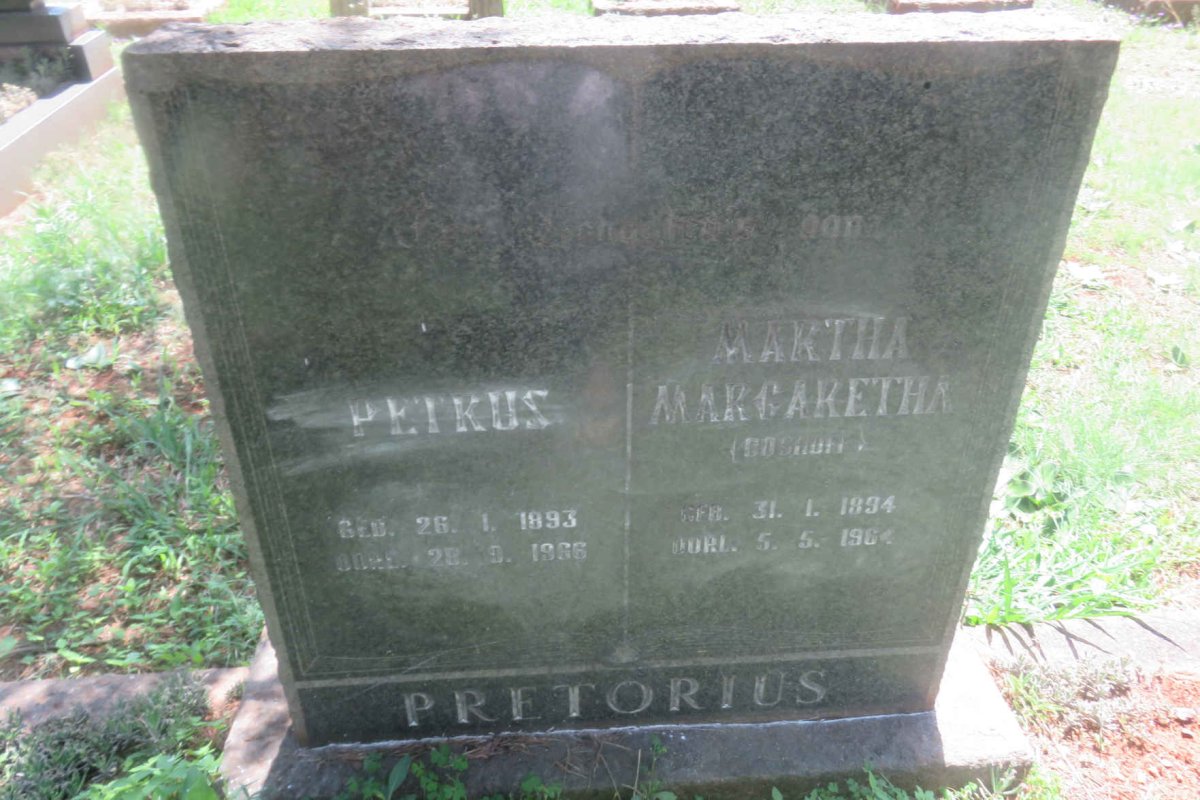 aan
PETRUS
GEB. 26. 1. 1893
OORL. 28. 9. 1966
MARTHA
MARGARETHA
(BOSHOFF)
GEB. 31. 1. 1894
OORL. 5. 5. 1964
PRETORIUS